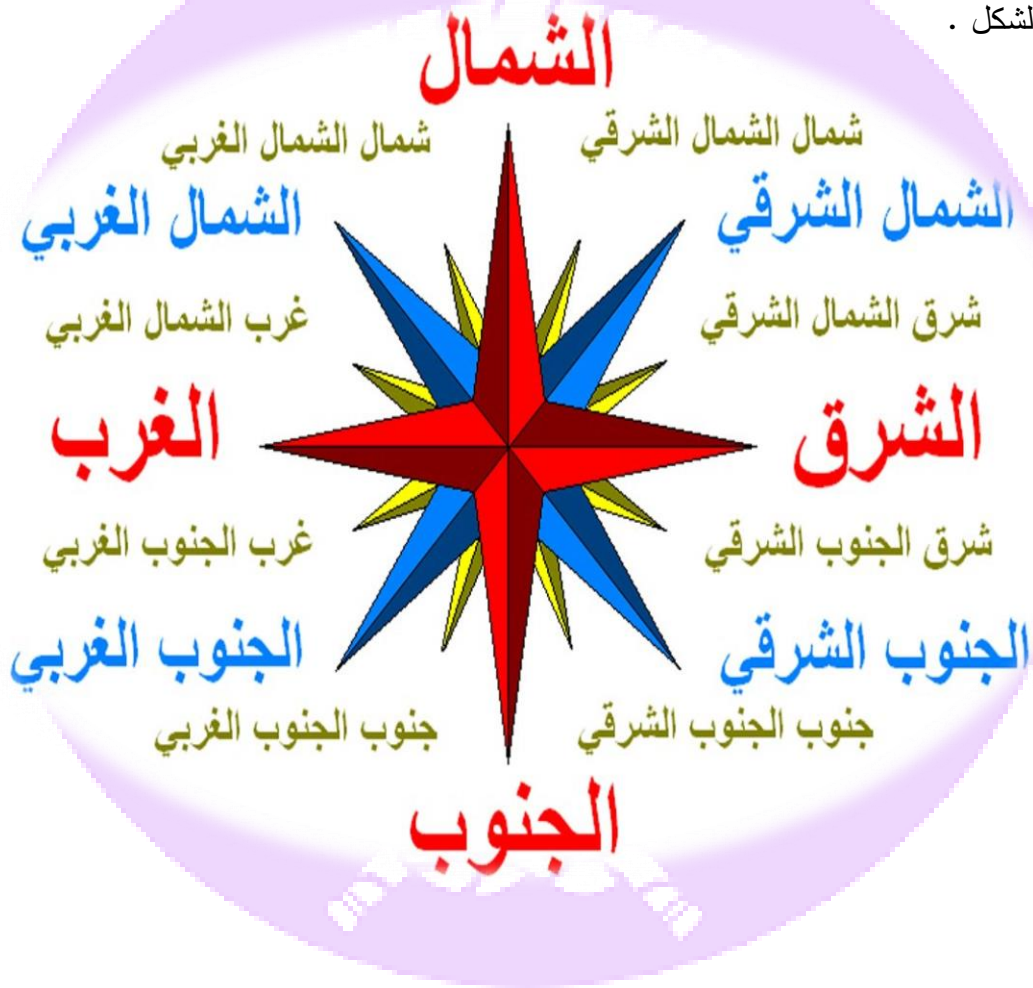 لشكل .
الشمال
شمال الشمال الشرقي
شمال الشمال الغربي
الشمال الشرقي
الشمال الغربي
شرق الشمال الشرقي
غرب الشمال الغربي
الشرق
الغرب
شرق الجنوب الشرقي
غرب الجنوب الغربي
الجنوب الشرقي
الجنوب الغربي
جنوب الجنوب الشرقي
جنوب الجنوب الغربي
الجنوب